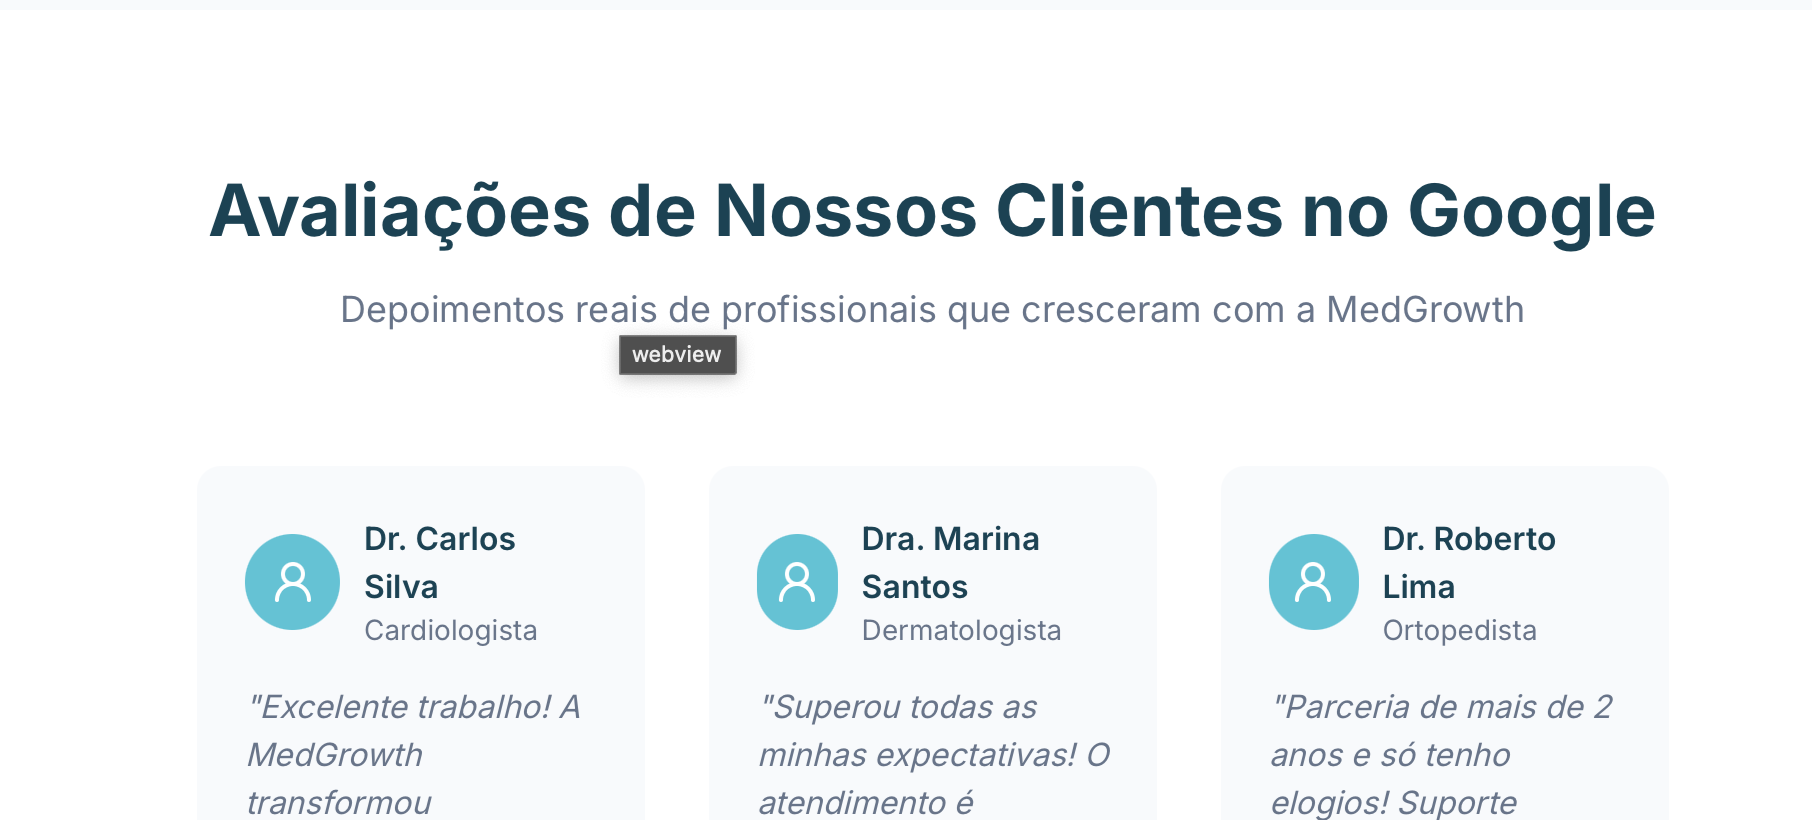 Avaliações de Nossos Clientes no Google
Depoimentos reais de profissionais que cresceram com a MedGrowth
webview
Dr. Carlos
Silva
Cardiologista
"Excelente trabalho! A
MedGrowth
transformou
Dra. Marina
Santos
Dermatologista
"Superou todas as
minhas expectativas! O
atendimento é
Dr. Roberto
Lima
Ortopedista
"Parceria de mais de 2
anos e só tenho
elogios! Suporte